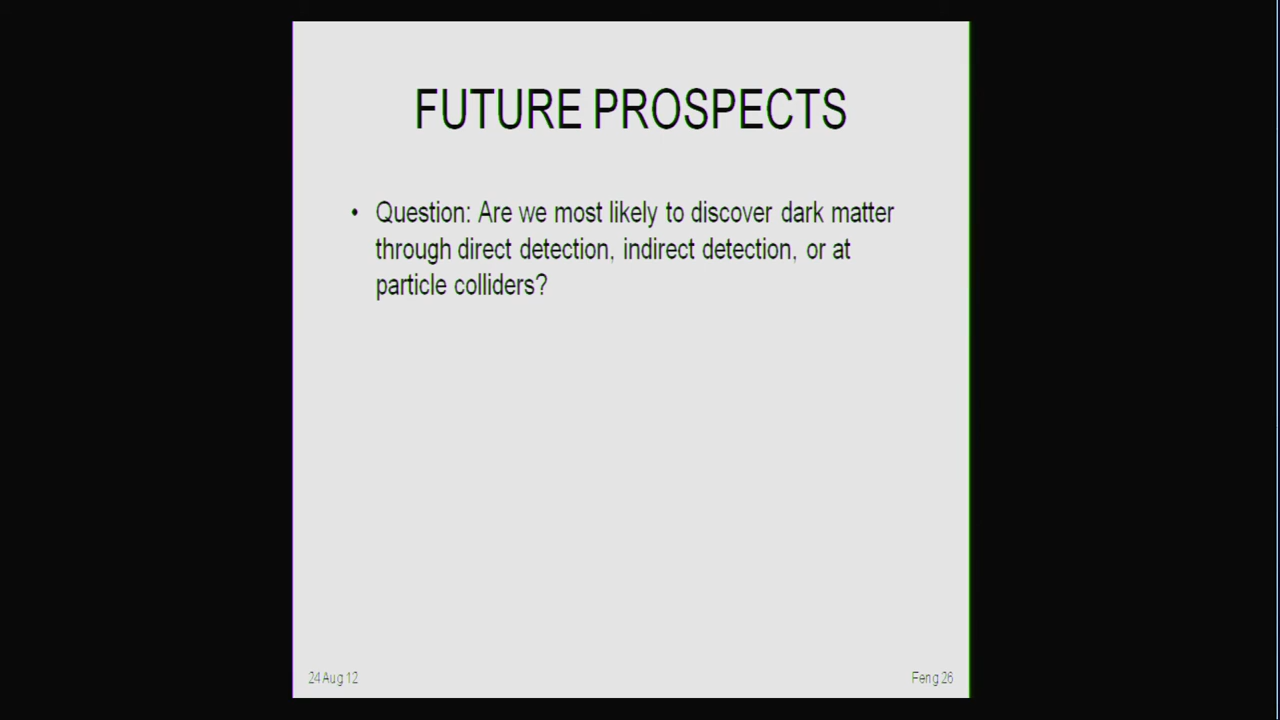 FUTURE PROSPECTS
• Question: Are we most likely to discover dark matter
through direct detection, indirect detection, or at
particle colliders?
24 Aug 12
Feng 26